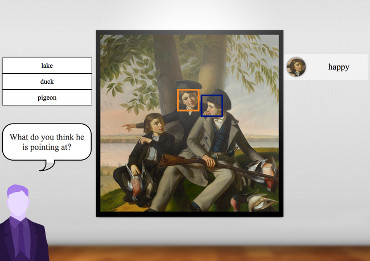 lake
duck
pigeon
What do you think he
is pointing at?
happy